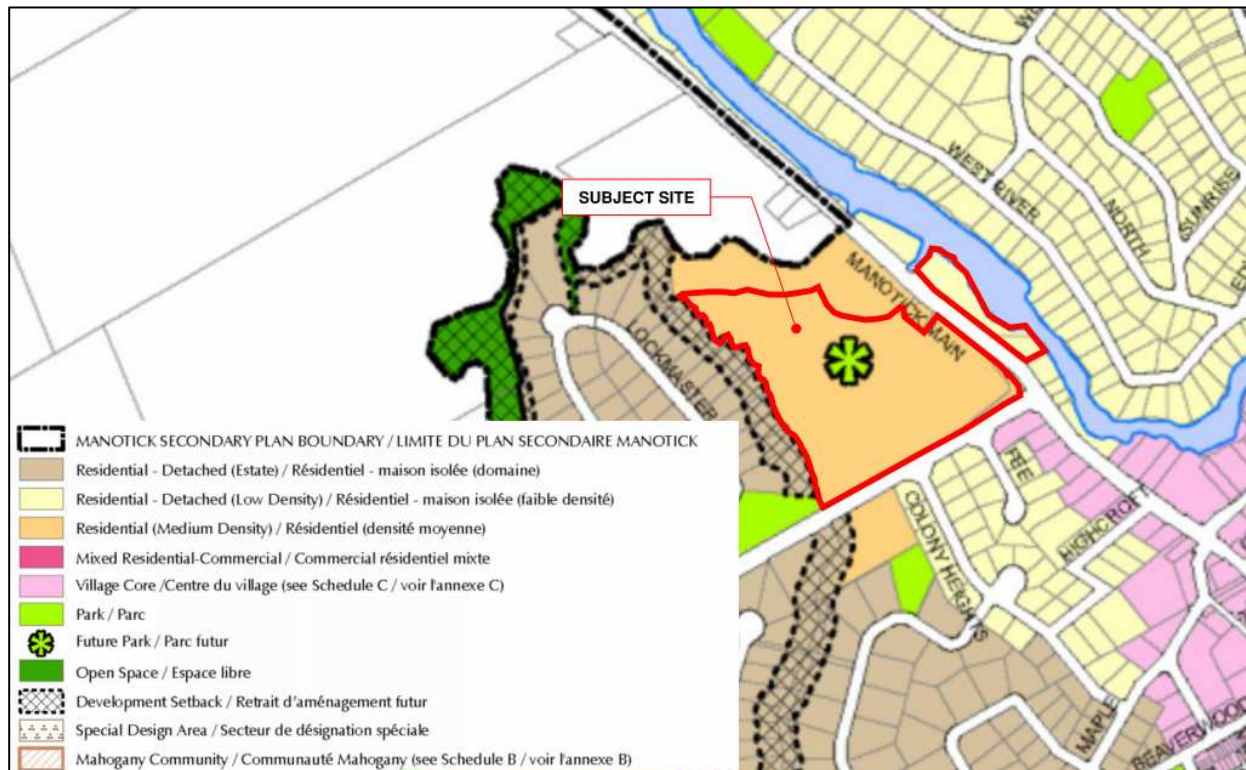 WEST RIVER
NORTH
SUNRISE
SUBJECT SITE
MANOTICK MAIN
LOCKMASTER
FEE
HIGHCROFT
COLONY HEIGHTS
MAPLE
BEAVERWOOD
MANOTICK SECONDARY PLAN BOUNDARY / LIMITE DU PLAN SECONDAIRE MANOTICK
Residential - Detached (Estate) / Résidentiel - maison isolée (domaine)
Residential - Detached (Low Density) / Résidentiel - maison isolée (faible densité)
Residential (Medium Density) / Résidentiel (densité moyenne)
Mixed Residential-Commercial / Commercial résidentiel mixte
Village Core /Centre du village (see Schedule C / voir l'annexe C)
Park / Parc
Future Park / Parc futur
Open Space / Espace libre
Development Setback / Retrait d'aménagement futur
Special Design Area / Secteur de désignation spéciale
Mahogany Community / Communauté Mahogany (see Schedule B / voir l'annexe B)